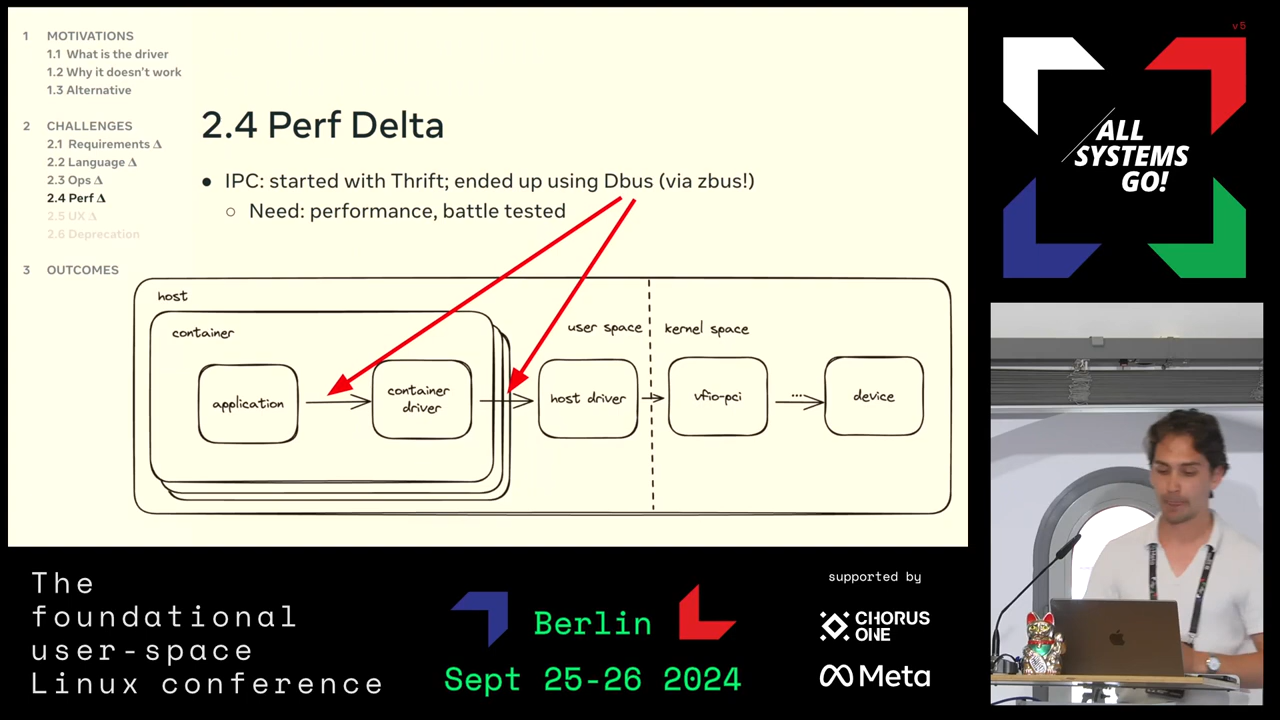 1 MOTIVATIONS
1.1 What is the driver
1.2 Why it doesn't work
1.3 Alternative
2 CHALLENGES
2.1 Requirements Δ
2.2 Language Δ
2.3 Ops Δ
2.4 Perf Δ
2.5 UX Δ
2.6 Deprecation
3 OUTCOMES
2.4 Perf Delta
● IPC: started with Thrift; ended up using Dbus (via zbus!)
○ Need: performance, battle tested
host
container
user space
kernel space
application
container
driver
host driver
vfio-pci
...
device
v5
ALL
SYSTEMS
GO!
The
foundational
user-space
Linux conference
Berlin
Sept 25-26 2024
supported by
CHORUS
ONE
Meta